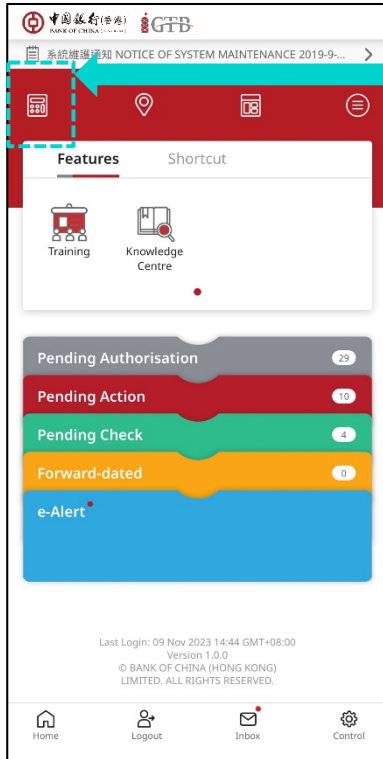 中國銀行(香港) iGTB
BANK OF CHINA (HONG KONG)
系統維護通知 NOTICE OF SYSTEM MAINTENANCE 2019-9-...
Features Shortcut
Training Knowledge
Centre
Pending Authorisation 29
Pending Action 10
Pending Check 4
Forward-dated 0
e-Alert
Last Login: 09 Nov 2023 14:44 GMT+08:00
Version 1.0.0
© BANK OF CHINA (HONG KONG)
LIMITED. ALL RIGHTS RESERVED.
Home Logout Inbox Control